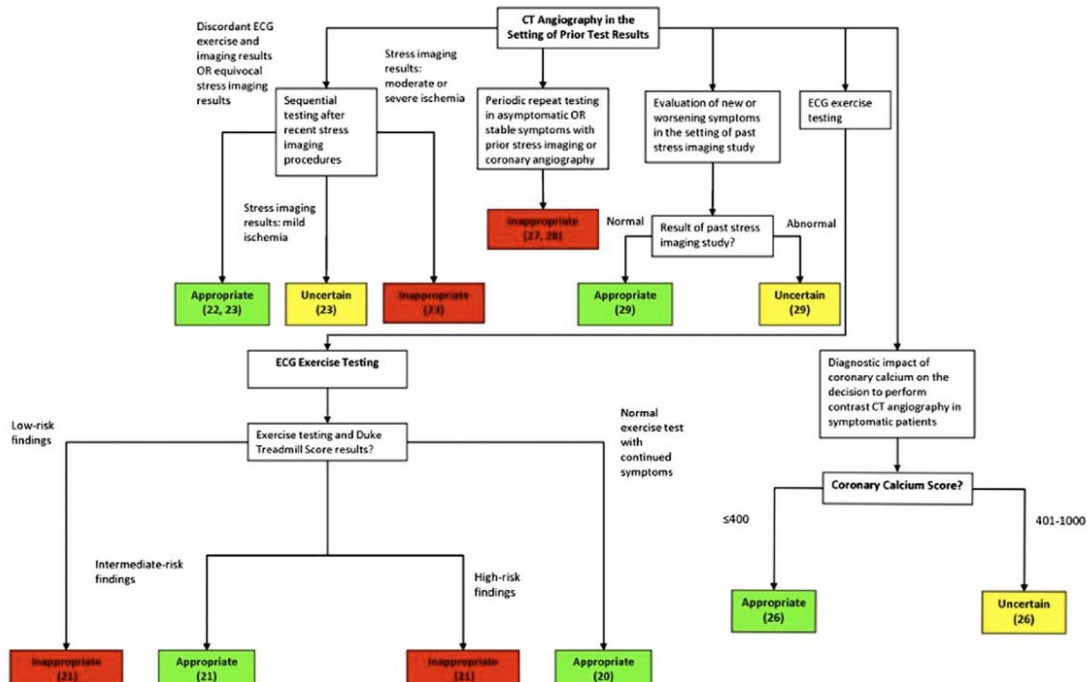 CT Angiography in the
Setting of Prior Test Results
Discordant ECG
exercise and
imaging results
OR equivocal
stress imaging
results
Stress imaging
results:
moderate or
severe ischemia
Sequential
testing after
recent stress
imaging
procedures
Periodic repeat testing
in asymptomatic OR
stable symptoms with
prior stress imaging or
coronary angiography
Evaluation of new or
worsening symptoms
in the setting of past
stress imaging study
ECG exercise
testing
Stress imaging
results: mild
ischemia
Inappropriate
(27, 28)
Normal
Result of past stress
imaging study?
Abnormal
Appropriate
(22, 23)
Uncertain
(23)
Inappropriate
(23)
Appropriate
(29)
Uncertain
(29)
ECG Exercise Testing
Diagnostic impact of
coronary calcium on the
decision to perform
contrast CT angiography in
symptomatic patients
Low-risk
findings
Exercise testing and Duke
Treadmill Score results?
Normal
exercise test
with
continued
symptoms
Coronary Calcium Score?
≤400
401-1000
Intermediate-risk
findings
High-risk
findings
Appropriate
(26)
Uncertain
(26)
Inappropriate
(21)
Appropriate
(21)
Inappropriate
(21)
Appropriate
(20)